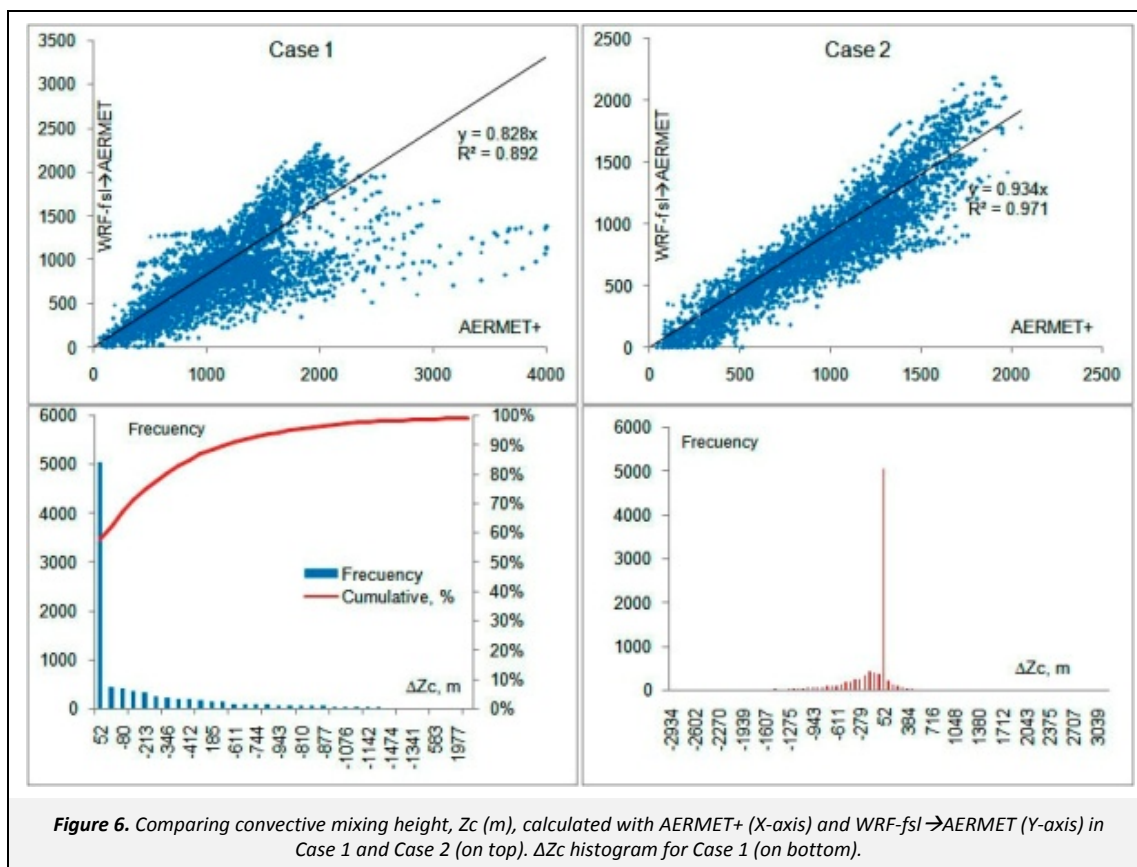 Case 1
3500
3000
2500
2000
1500
1000
500
0
WRF-fsl→AERMET
y = 0.828x
R² = 0.892
AERMET+
0 1000 2000 3000 4000
Case 2
2500
2000
1500
1000
500
0
WRF-fsl→AERMET
y = 0.934x
R² = 0.971
AERMET+
0 500 1000 1500 2000 2500
6000
5000
4000
3000
2000
1000
0
Frecuency
100%
90%
80%
70%
60%
50%
40%
30%
20%
10%
0%
Frecuency
Cumulative, %
ΔZc, m
52 -80 -213 -346 -412 185 -611 -744 -943 -810 -877 -1076 -1142 -1474 -1341 583 1977
6000
5000
4000
3000
2000
1000
0
Frecuency
ΔZc, m
-2934 -2602 -2270 -1939 -1607 -1275 -943 -611 -279 52 384 716 1048 1380 1712 2043 2375 2707 3039
Figure 6. Comparing convective mixing height, Zc (m), calculated with AERMET+ (X-axis) and WRF-fsl→AERMET (Y-axis) in
Case 1 and Case 2 (on top). ΔZc histogram for Case 1 (on bottom).